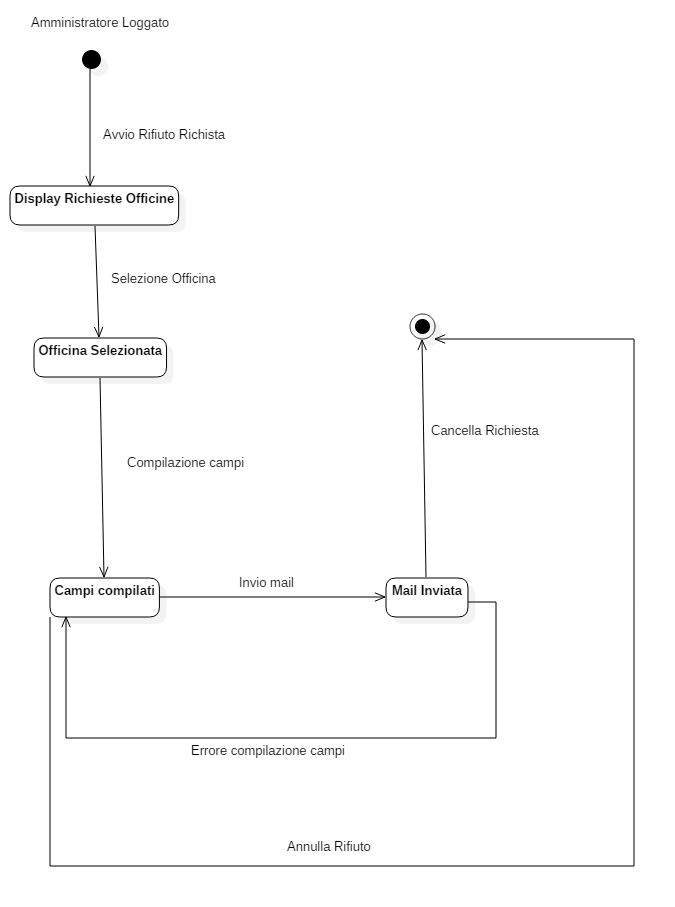 Amministratore Loggato
Avvio Rifiuto Richista
Display Richieste Officine
Selezione Officina
Officina Selezionata
Cancella Richiesta
Compilazione campi
Campi compilati
Invio mail
Mail Inviata
Errore compilazione campi
Annulla Rifiuto